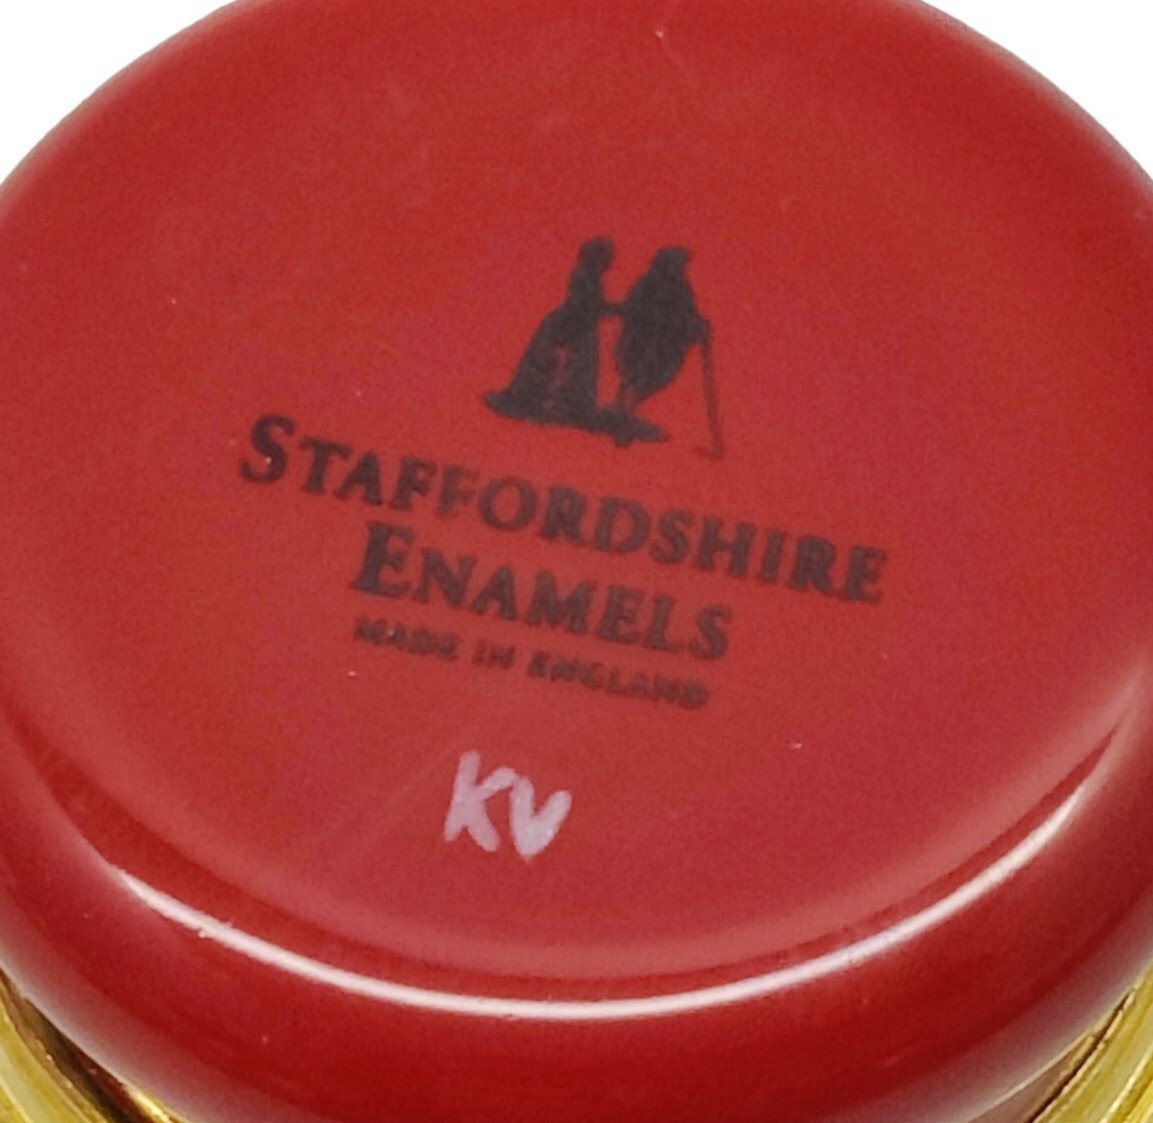 STAFFORDSHIRE
ENAMELS
MADE IN ENGLAND
KV